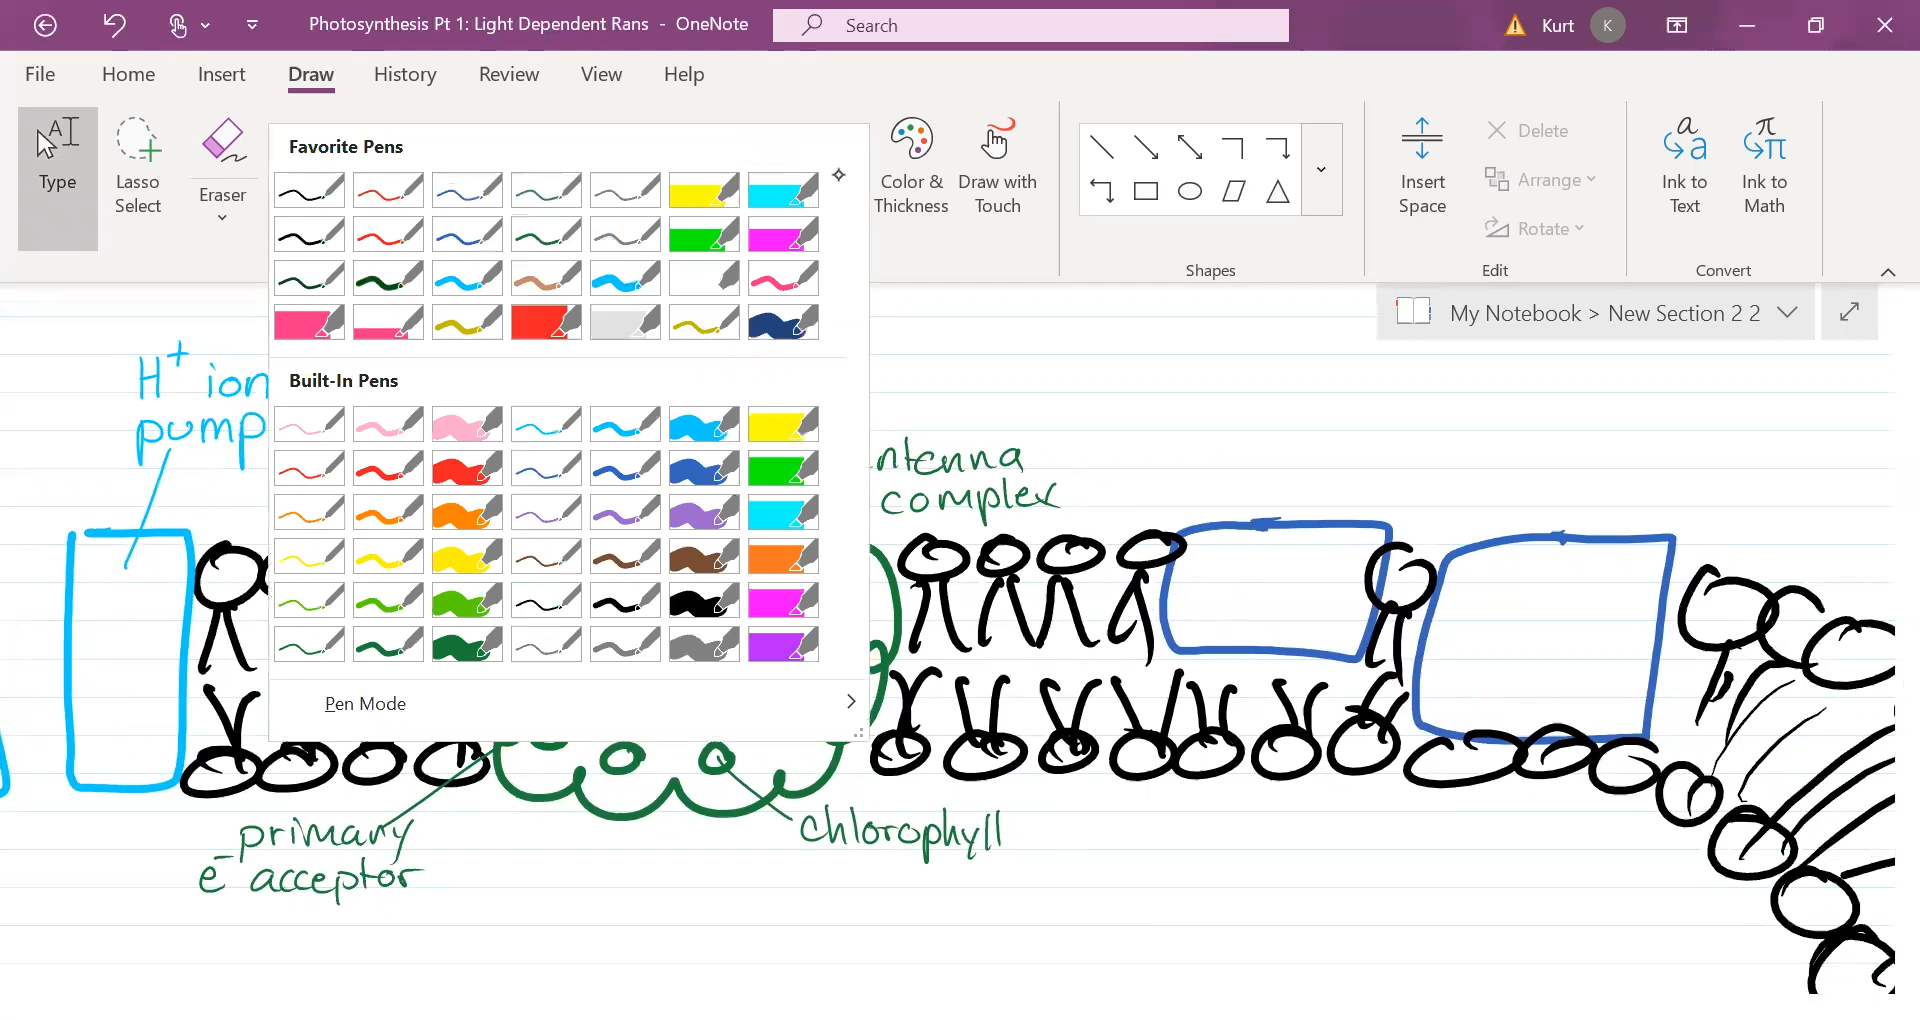 Photosynthesis Pt 1: Light Dependent Rans - OneNote
Search
Kurt
K
File Home Insert Draw History Review View Help
Type
Lasso Select
Eraser
Favorite Pens
Color & Thickness
Draw with Touch
Shapes
Insert Space
Delete
Arrange
Rotate
Edit
Ink to Text
Ink to Math
Convert
My Notebook > New Section 2 2
Built-In Pens
Pen Mode
H+ ion
pump
ntenna
complex
primary
e- acceptor
chlorophyll